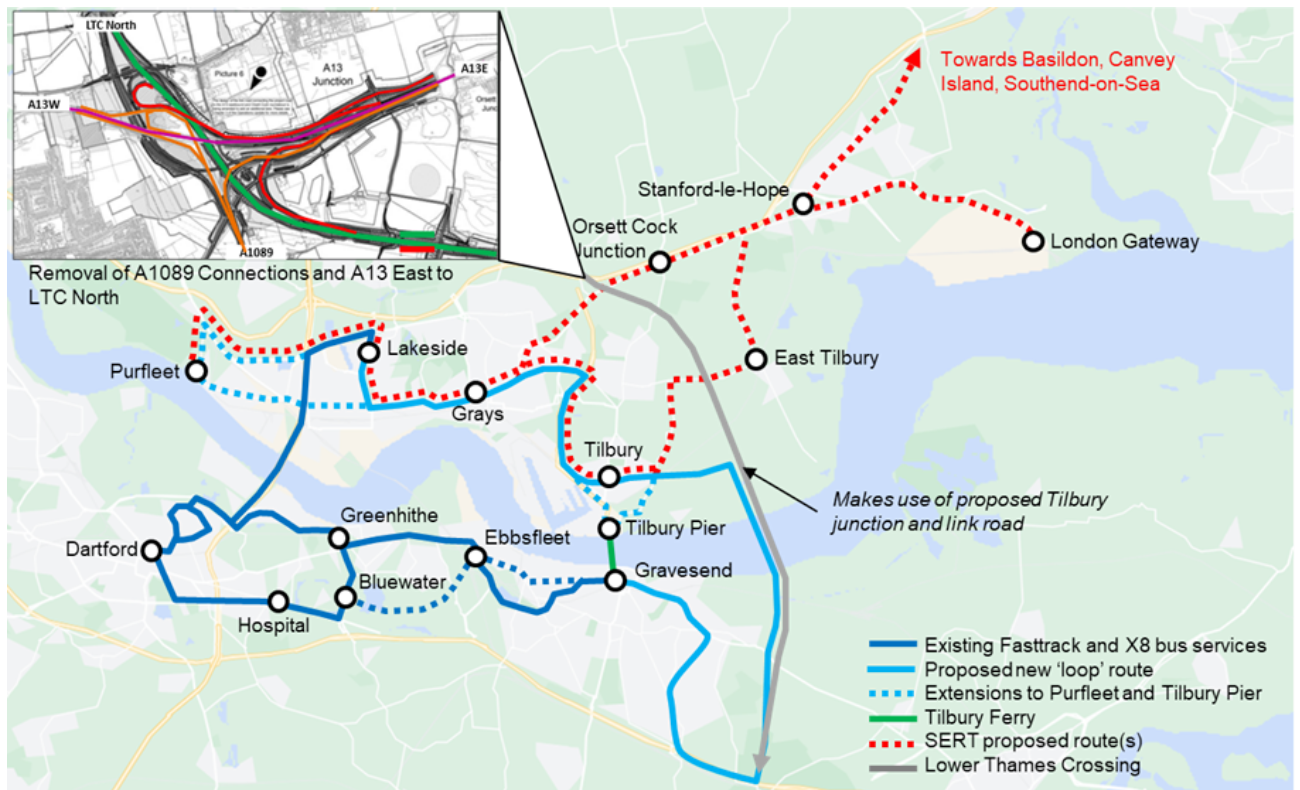 LTC North
Picture 6
A13
Junction
A13E
A13W
Orsett
A1089
Removal of A1089 Connections and A13 East to
LTC North
Towards Basildon, Canvey
Island, Southend-on-Sea
Stanford-le-Hope
Orsett Cock
Junction
London Gateway
Lakeside
Purfleet
East Tilbury
Grays
Tilbury
Makes use of proposed Tilbury
junction and link road
Greenhithe
Ebbsfleet
Tilbury Pier
Dartford
Gravesend
Bluewater
Hospital
Existing Fasttrack and X8 bus services
Proposed new ‘loop’ route
Extensions to Purfleet and Tilbury Pier
Tilbury Ferry
SERT proposed route(s)
Lower Thames Crossing